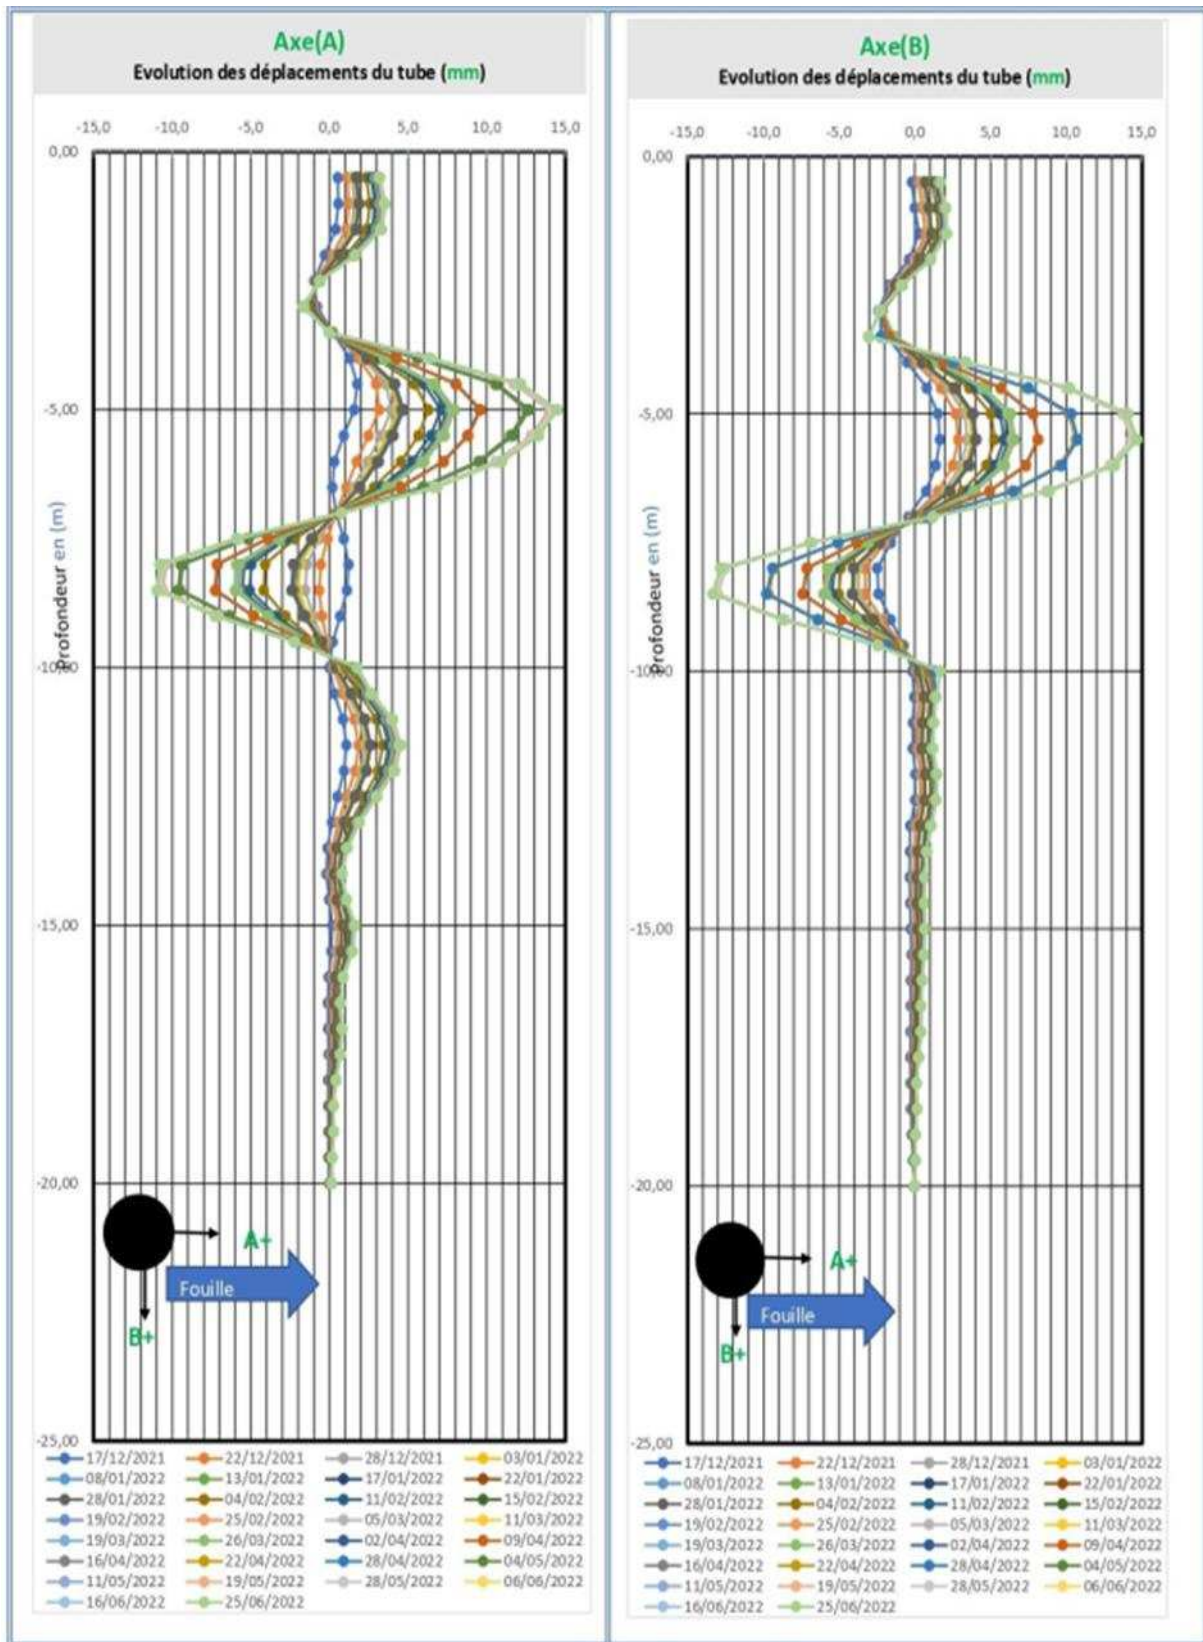 Axe(A)
Evolution des déplacements du tube (mm)
-15,0 -10,0 -5,0 0,0 5,0 10,0 15,0
0,00
-5,00
Profondeur en (m)
-10,00
-15,00
-20,00
A+
Fouille
B+
-25,00
17/12/2021 22/12/2021 28/12/2021 03/01/2022
08/01/2022 13/01/2022 17/01/2022 22/01/2022
28/01/2022 04/02/2022 11/02/2022 15/02/2022
19/02/2022 25/02/2022 05/03/2022 11/03/2022
19/03/2022 26/03/2022 02/04/2022 09/04/2022
16/04/2022 22/04/2022 28/04/2022 04/05/2022
11/05/2022 19/05/2022 28/05/2022 06/06/2022
16/06/2022 25/06/2022
Axe(B)
Evolution des déplacements du tube (mm)
-15,0 -10,0 -5,0 0,0 5,0 10,0 15,0
0,00
-5,00
Profondeur en (m)
-10,00
-15,00
-20,00
A+
Fouille
B+
-25,00
17/12/2021 22/12/2021 28/12/2021 03/01/2022
08/01/2022 13/01/2022 17/01/2022 22/01/2022
28/01/2022 04/02/2022 11/02/2022 15/02/2022
19/02/2022 25/02/2022 05/03/2022 11/03/2022
19/03/2022 26/03/2022 02/04/2022 09/04/2022
16/04/2022 22/04/2022 28/04/2022 04/05/2022
11/05/2022 19/05/2022 28/05/2022 06/06/2022
16/06/2022 25/06/2022